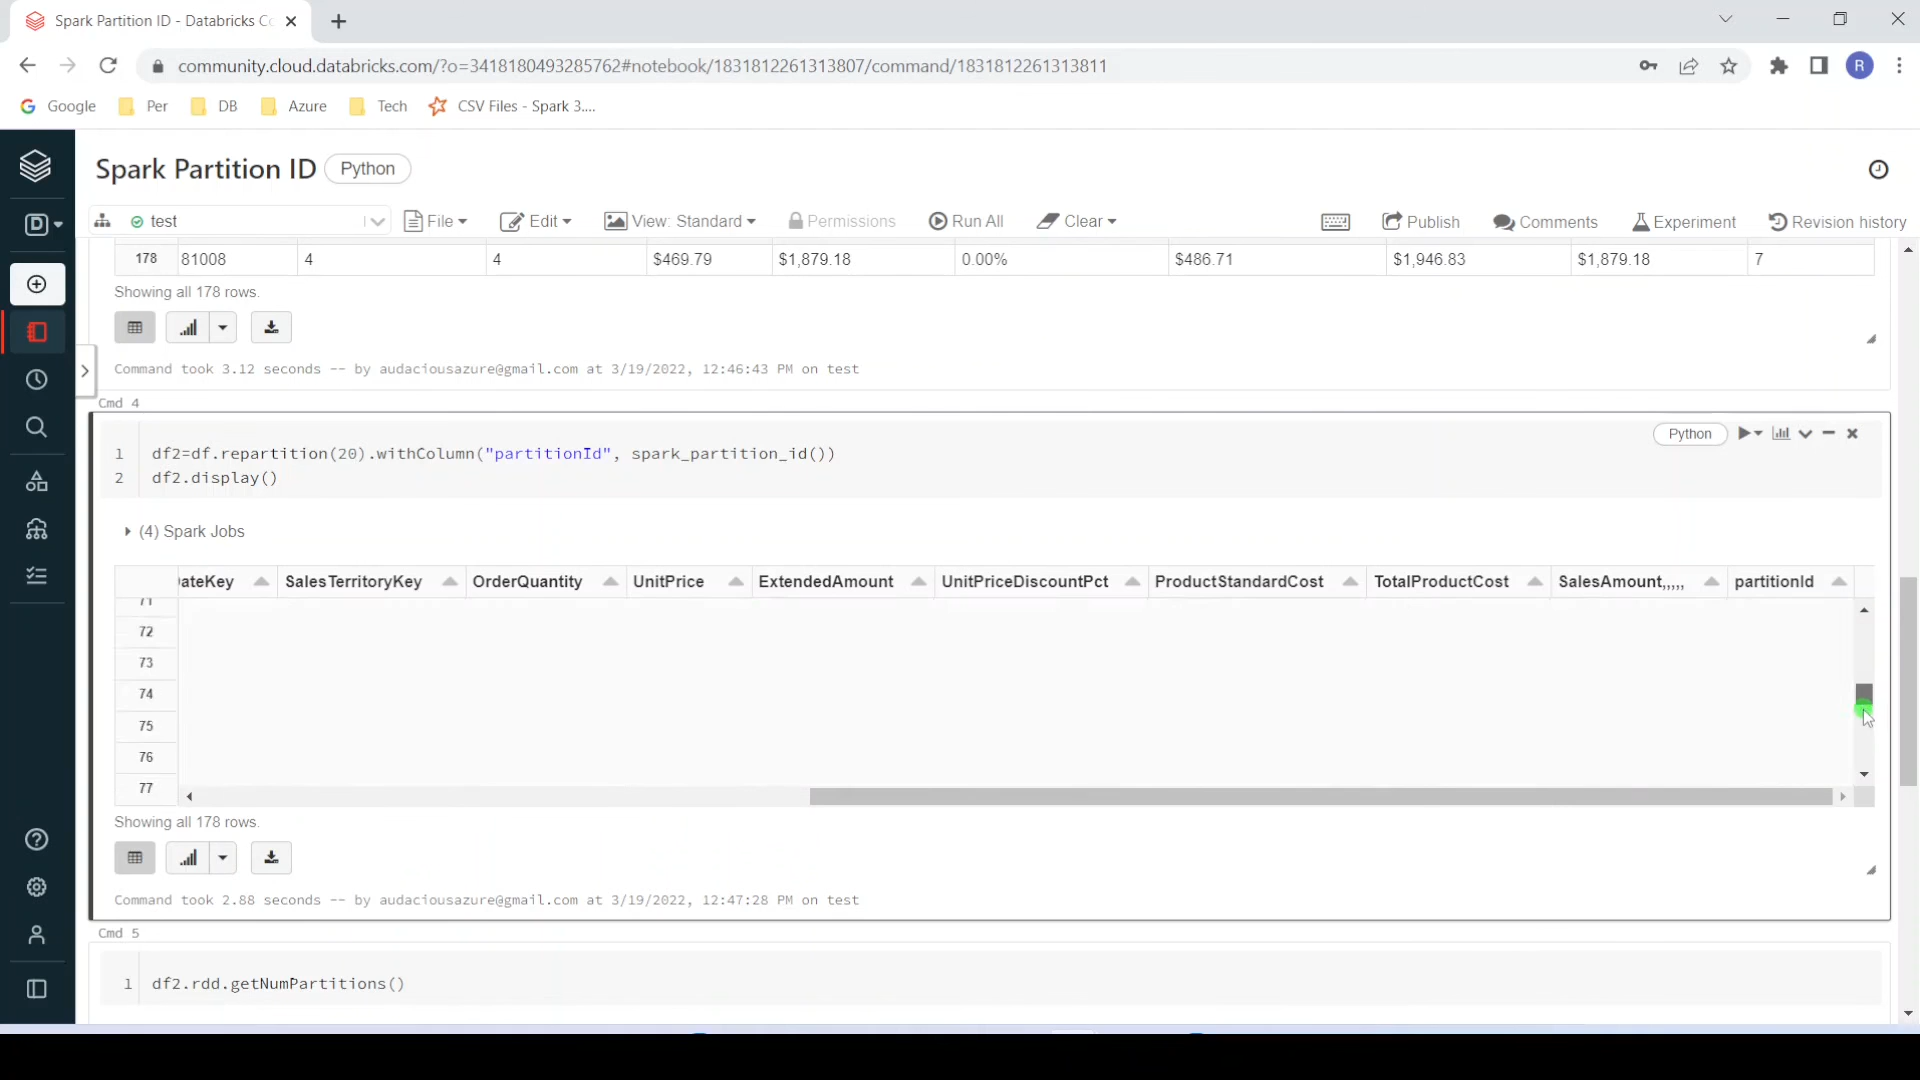 Spark Partition ID - Databricks Cc
community.cloud.databricks.com/?o=3418180493285762#notebook/1831812261313807/command/1831812261313811
R
Google Per DB Azure Tech CSV Files - Spark 3....
Spark Partition ID Python
D
test File Edit View: Standard Permissions Run All Clear Publish Comments Experiment Revision history
178 81008 4 4 $469.79 $1,879.18 0.00% $486.71 $1,946.83 $1,879.18 7
Showing all 178 rows.
Command took 3.12 seconds -- by audaciousazure@gmail.com at 3/19/2022, 12:46:43 PM on test
Cmd 4
Python
1 df2=df.repartition(20).withColumn("partitionId", spark_partition_id())
2 df2.display()
(4) Spark Jobs
DateKey SalesTerritoryKey OrderQuantity UnitPrice ExtendedAmount UnitPriceDiscountPct ProductStandardCost TotalProductCost SalesAmount,,,,, partitionId
71
72
73
74
75
76
77
Showing all 178 rows.
Command took 2.88 seconds -- by audaciousazure@gmail.com at 3/19/2022, 12:47:28 PM on test
Cmd 5
1 df2.rdd.getNumPartitions()